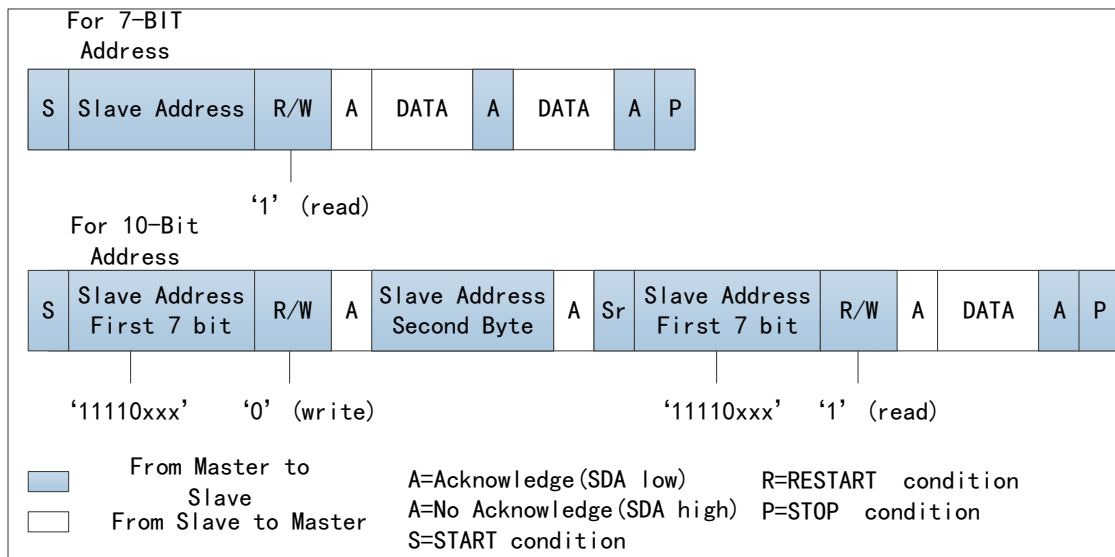 For 7-BIT
Address
S Slave Address R/W A DATA A DATA A P
‘1’ (read)
For 10-Bit
Address
S Slave Address First 7 bit R/W A Slave Address Second Byte A Sr Slave Address First 7 bit R/W A DATA A P
‘11110xxx’ ‘0’ (write) ‘11110xxx’ ‘1’ (read)
From Master to
Slave
From Slave to Master
A=Acknowledge(SDA low) R=RESTART condition
A=No Acknowledge(SDA high) P=STOP condition
S=START condition